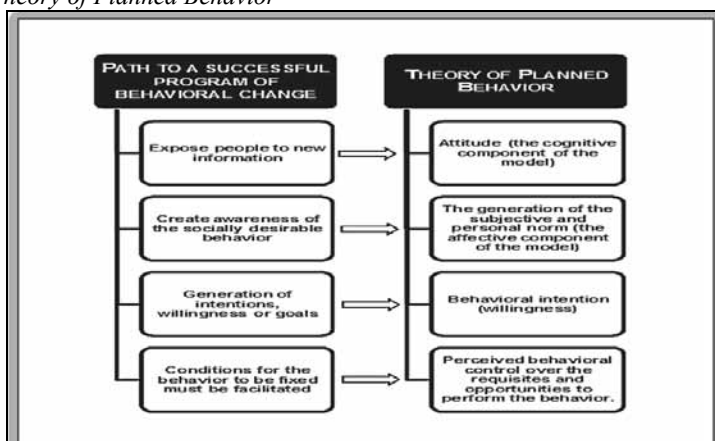 heory of Planned Behavior
PATH TO A SUCCESSFUL
PROGRAM OF
BEHAVIORAL CHANGE
Expose people to new
information
Create awareness of
the socially desirable
behavior
Generation of
intentions,
willingness or goals
Conditions for the
behavior to be fixed
must be facilitated
THEORY OF PLANNED
BEHAVIOR
Attitude (the cognitive
component of the
model)
The generation of the
subjective and
personal norm (the
affective component
of the model)
Behavioral intention
(willingness)
Perceived behavioral
control over the
requisites and
opportunities to
perform the behavior.